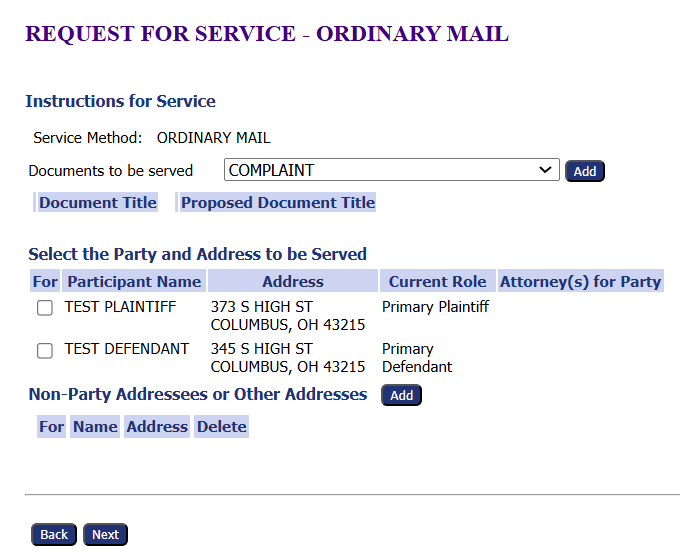 REQUEST FOR SERVICE - ORDINARY MAIL
Instructions for Service
Service Method: ORDINARY MAIL
Documents to be served COMPLAINT Add
Document Title Proposed Document Title
Select the Party and Address to be Served
For Participant Name Address Current Role Attorney(s) for Party
TEST PLAINTIFF 373 S HIGH ST Primary Plaintiff
COLUMBUS, OH 43215
TEST DEFENDANT 345 S HIGH ST Primary
COLUMBUS, OH 43215 Defendant
Non-Party Addressees or Other Addresses Add
For Name Address Delete
Back Next